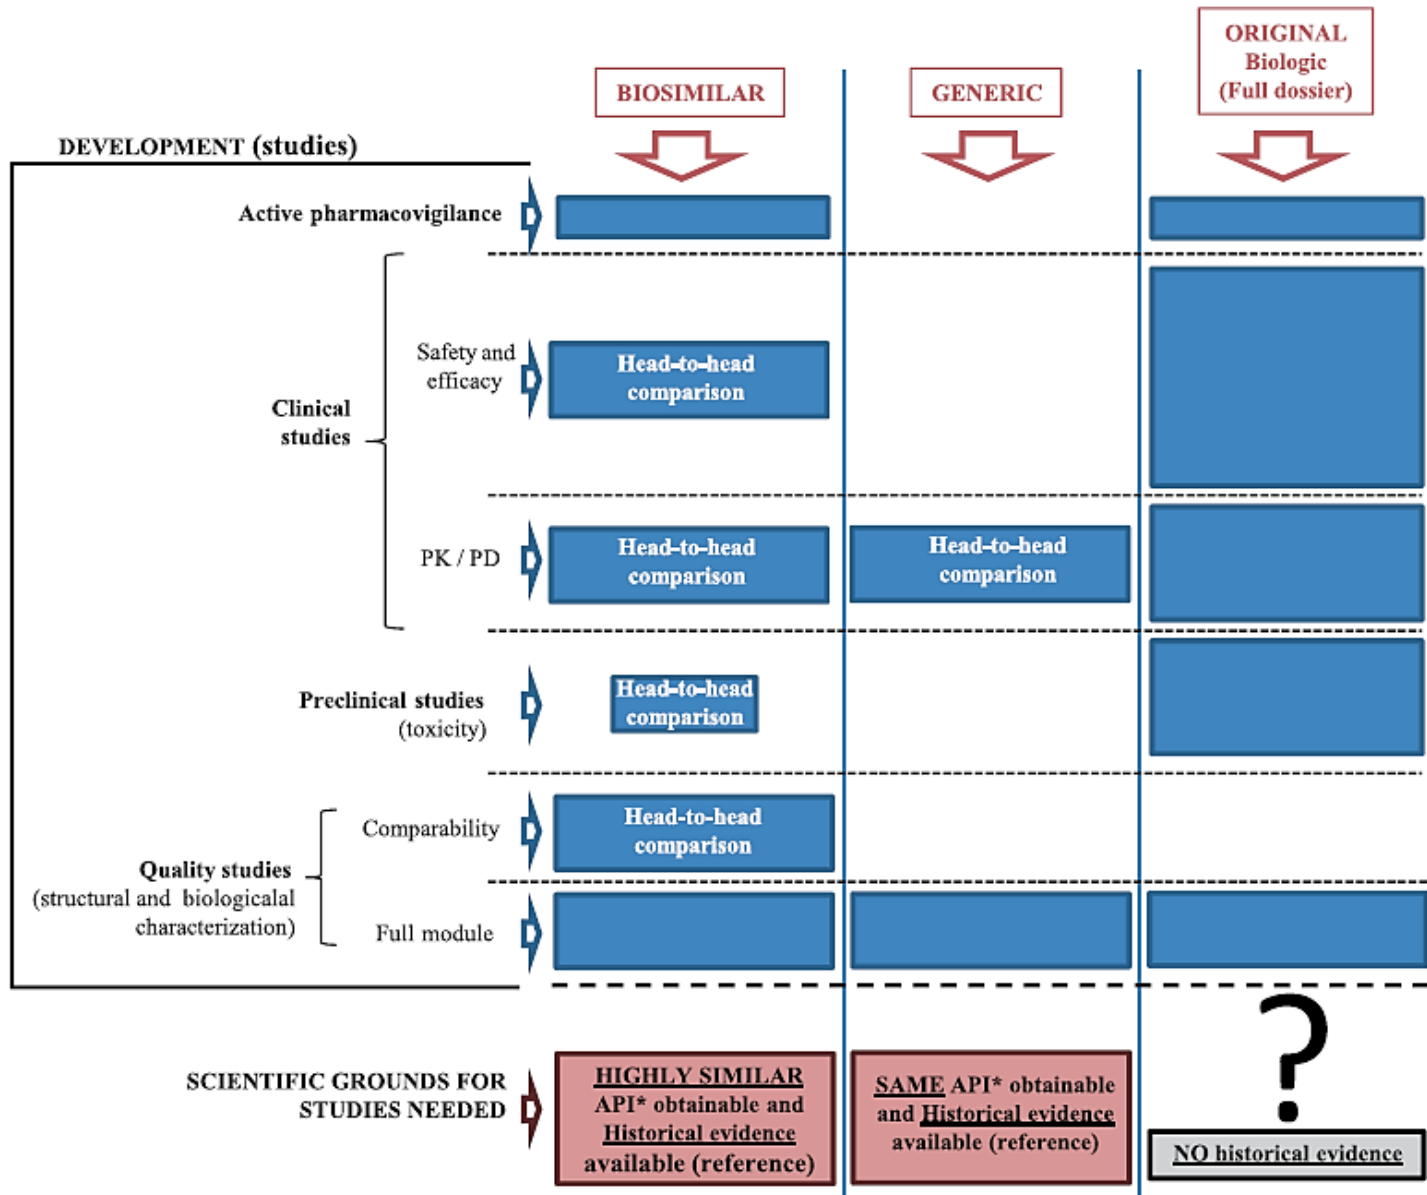 BIOSIMILAR
GENERIC
ORIGINAL
Biologic
(Full dossier)
DEVELOPMENT (studies)
Active pharmacovigilance
Clinical
studies
Safety and
efficacy
Head-to-head
comparison
PK / PD
Head-to-head
comparison
Head-to-head
comparison
Preclinical studies
(toxicity)
Head-to-head
comparison
Quality studies
(structural and biologicalal
characterization)
Comparability
Head-to-head
comparison
Full module
SCIENTIFIC GROUNDS FOR
STUDIES NEEDED
HIGHLY SIMILAR
API* obtainable and
Historical evidence
available (reference)
SAME API* obtainable
and Historical evidence
available (reference)
?
NO historical evidence